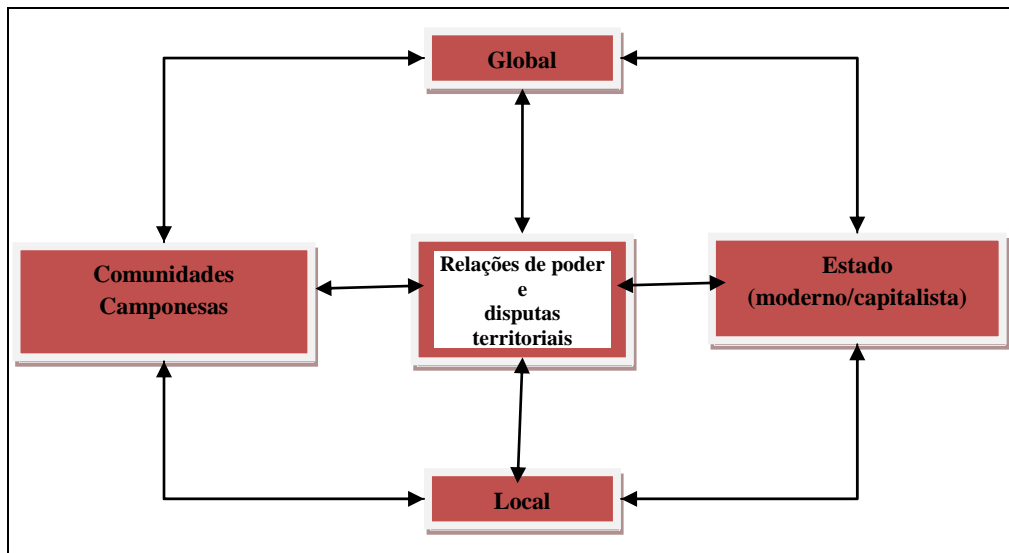 Global
Comunidades
Camponesas
Relações de poder
e
disputas
territoriais
Estado
(moderno/capitalista)
Local